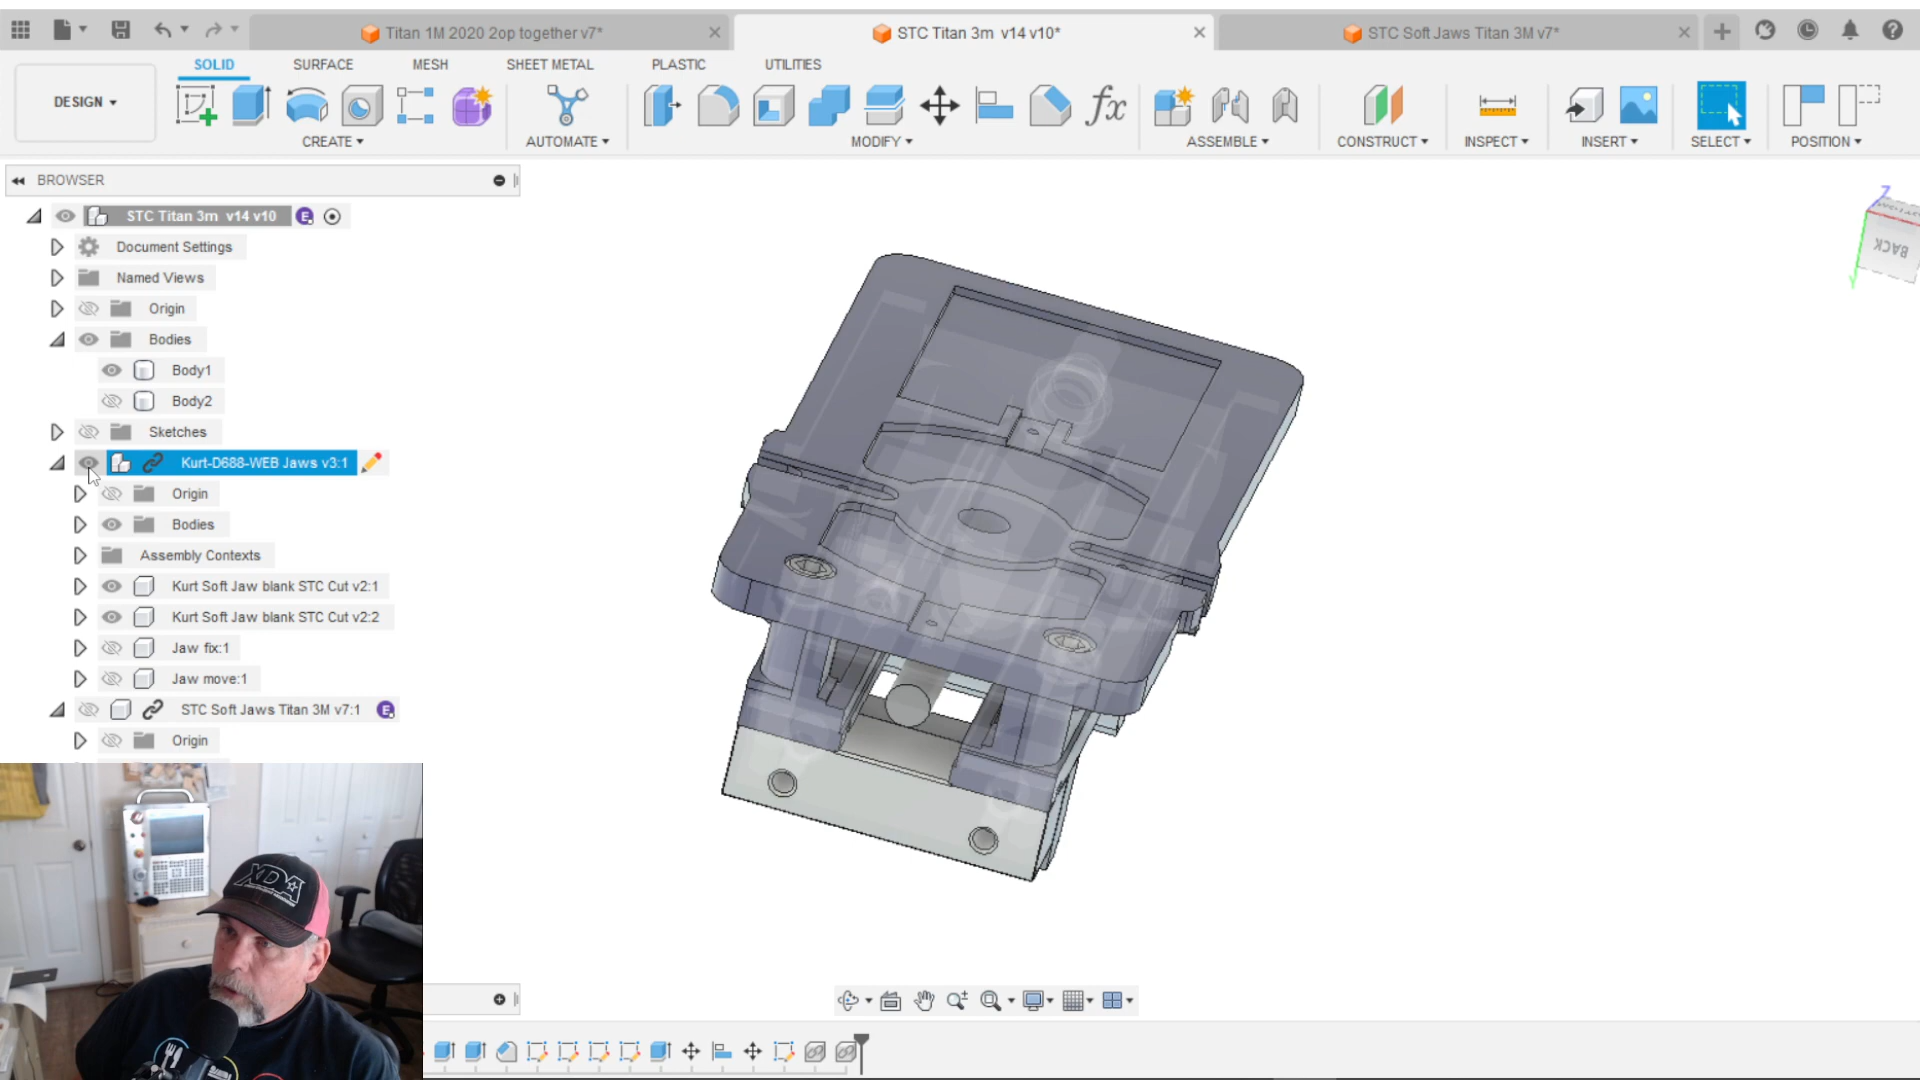 Titan 1M 2020 2op together v7*
STC Titan 3m v14 v10*
STC Soft Jaws Titan 3M v7*
SOLID
SURFACE
MESH
SHEET METAL
PLASTIC
UTILITIES
DESIGN
fx
CREATE
AUTOMATE
MODIFY
ASSEMBLE
CONSTRUCT
INSPECT
INSERT
SELECT
POSITION
BROWSER
STC Titan 3m v14 v10
E
Document Settings
Named Views
Origin
Bodies
Body1
Body2
Sketches
Kurt-D688-WEB Jaws v3:1
Origin
Bodies
Assembly Contexts
Kurt Soft Jaw blank STC Cut v2:1
Kurt Soft Jaw blank STC Cut v2:2
Jaw fix:1
Jaw move:1
STC Soft Jaws Titan 3M v7:1
E
Origin
Z
BACK
Y
XDA